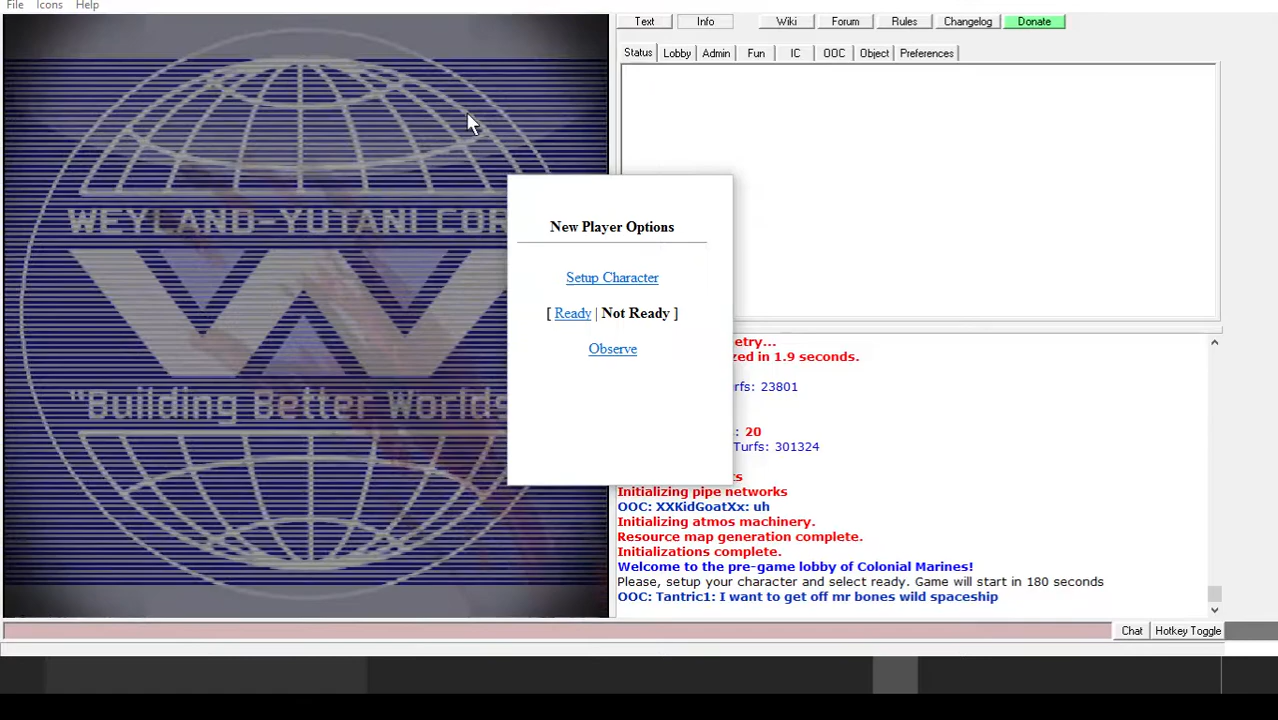 File Icons Help
Text Info Wiki Forum Rules Changelog Donate
Status Lobby Admin Fun IC OOC Object Preferences
WEYLAND-YUTANI COR
"Building Better Worlds
New Player Options
Setup Character
[ Ready | Not Ready ]
Observe
etry...
zed in 1.9 seconds.
rfs: 23801
: 20
Turfs: 301324
ts
Initializing pipe networks
OOC: XXKidGoatXx: uh
Initializing atmos machinery.
Resource map generation complete.
Initializations complete.
Welcome to the pre-game lobby of Colonial Marines!
Please, setup your character and select ready. Game will start in 180 seconds
OOC: Tantric1: I want to get off mr bones wild spaceship
Chat Hotkey Toggle